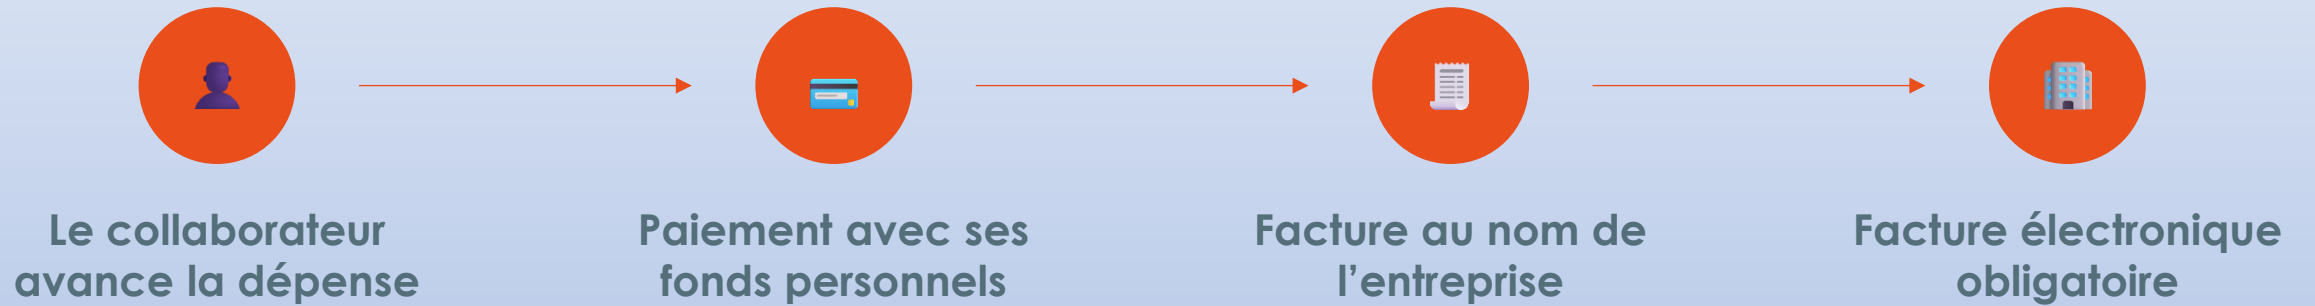 Le collaborateur
avance la dépense
Paiement avec ses
fonds personnels
Facture au nom de
l’entreprise
Facture électronique
obligatoire